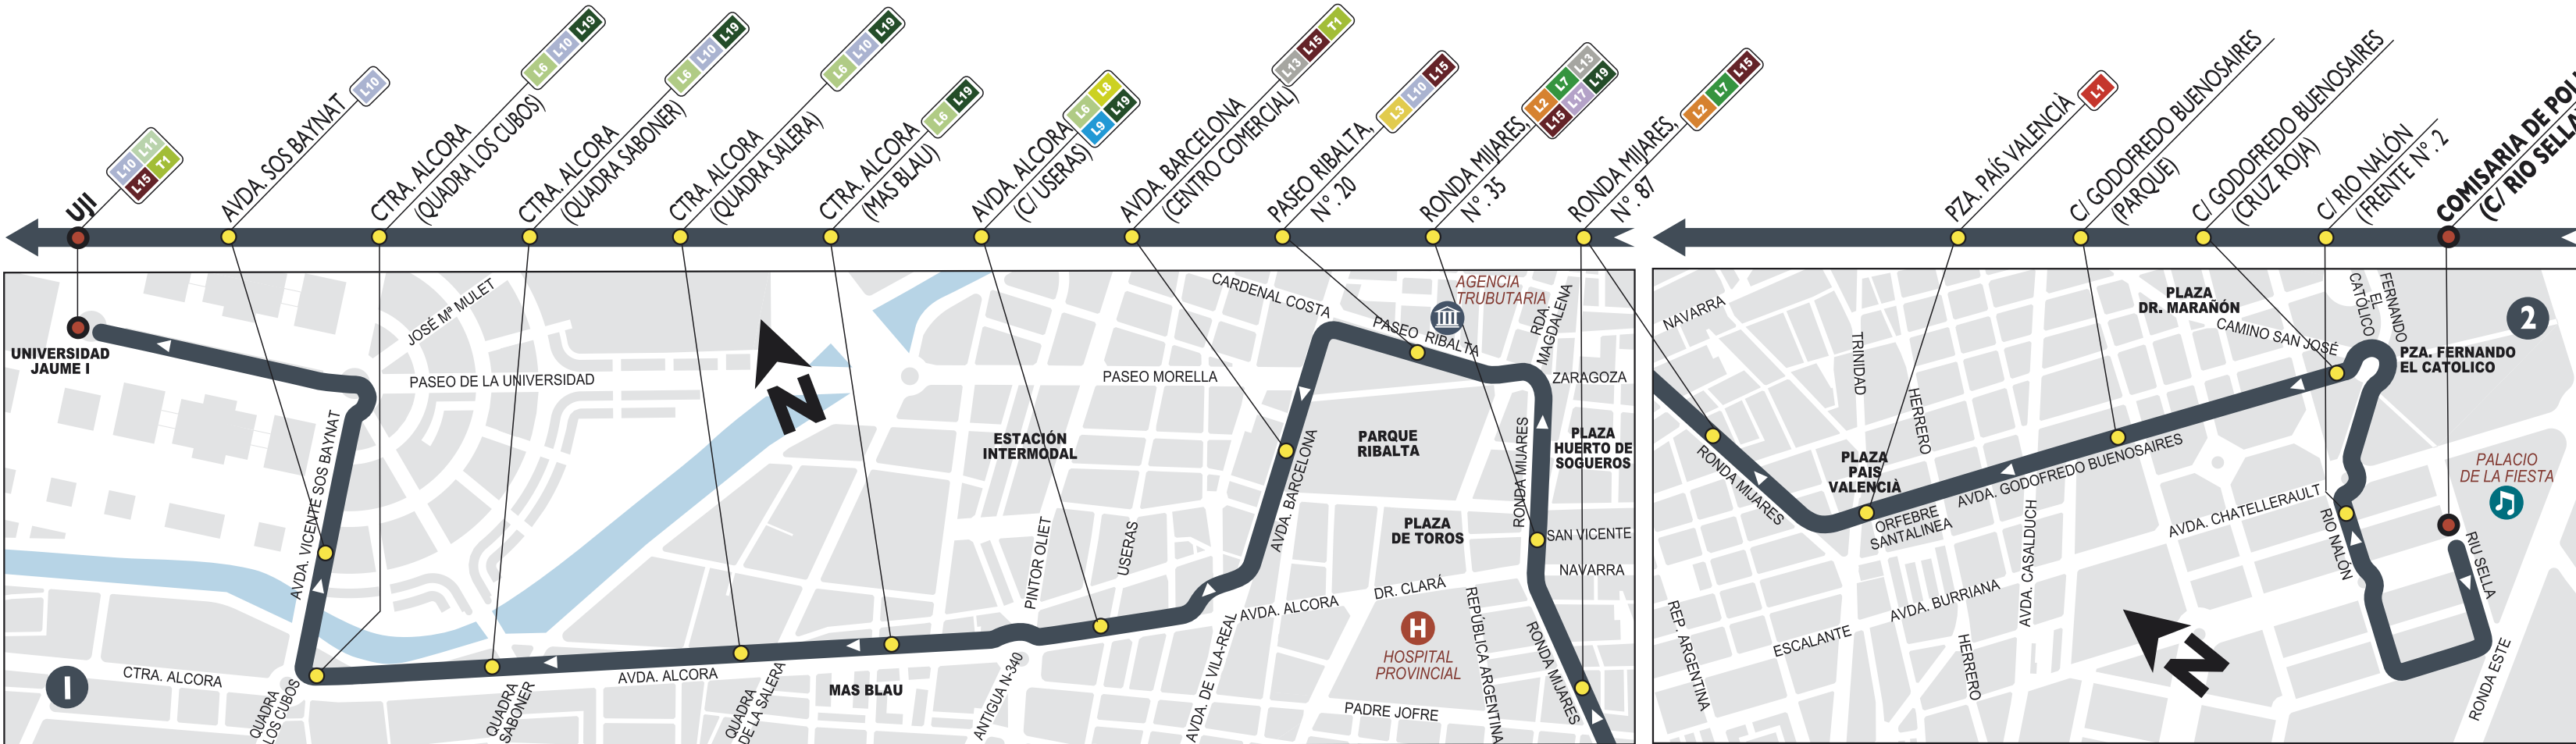 UJI
L10 L11
L15 T1
AVDA. SOS BAYNAT
L10
CTRA. ALCORA
(QUADRA LOS CUBOS)
L6 L10 L19
CTRA. ALCORA
(QUADRA SABONER)
L6 L10 L19
CTRA. ALCORA
(QUADRA SALERA)
L6 L10 L19
CTRA. ALCORA
(MAS BLAU)
L6 L19
AVDA. ALCORA
(C/ USERAS)
L6 L8
L9 L19
AVDA. BARCELONA
(CENTRO COMERCIAL)
L13 L15 T1
PASEO RIBALTA,
Nº. 20
L3 L10 L15
RONDA MIJARES,
Nº. 35
L2 L7 L13
L15 L17 L19
RONDA MIJARES,
Nº. 87
L2 L7 L15
PZA. PAÍS VALENCIÀ
L1
C/ GODOFREDO BUENOSAIRES
(PARQUE)
C/ GODOFREDO BUENOSAIRES
(CRUZ ROJA)
C/ RIO NALÓN
(FRENTE Nº. 2
COMISARIA DE POL
(C/ RIO SELLA
UNIVERSIDAD
JAUME I
JOSÉ Mª MULET
PASEO DE LA UNIVERSIDAD
AVDA. VICENTE SOS BAYNAT
CTRA. ALCORA
QUADRA
LOS CUBOS
QUADRA
SABONER
AVDA. ALCORA
QUADRA
DE LA SALERA
MAS BLAU
ANTIGUA N-340
N
ESTACIÓN
INTERMODAL
PINTOR OLIET
USERAS
PASEO MORELLA
CARDENAL COSTA
PASEO RIBALTA
AGENCIA
TRUBUTARIA
RDA.
MAGDALENA
ZARAGOZA
PARQUE
RIBALTA
PLAZA
HUERTO DE
SOGUEROS
AVDA. BARCELONA
RONDA MIJARES
PLAZA
DE TOROS
SAN VICENTE
NAVARRA
AVDA. DE VILA-REAL
AVDA. ALCORA
DR. CLARÁ
H
HOSPITAL
PROVINCIAL
REPÚBLICA ARGENTINA
RONDA MIJARES
PADRE JOFRE
1
NAVARRA
TRINIDAD
HERRERO
PLAZA
DR. MARAÑÓN
CAMINO SAN JOSÉ
FERNANDO
EL
CATÓLICO
PZA. FERNANDO
EL CATOLICO
2
RONDA MIJARES
PLAZA
PAIS
VALENCIÀ
ORFEBRE
SANTALINEA
AVDA. GODOFREDO BUENOSAIRES
AVDA. CASALDUCH
AVDA. CHATELLERAULT
RIO NALÓN
PALACIO
DE LA FIESTA
RIU SELLA
REP. ARGENTINA
ESCALANTE
AVDA. BURRIANA
HERRERO
N
RONDA ESTE